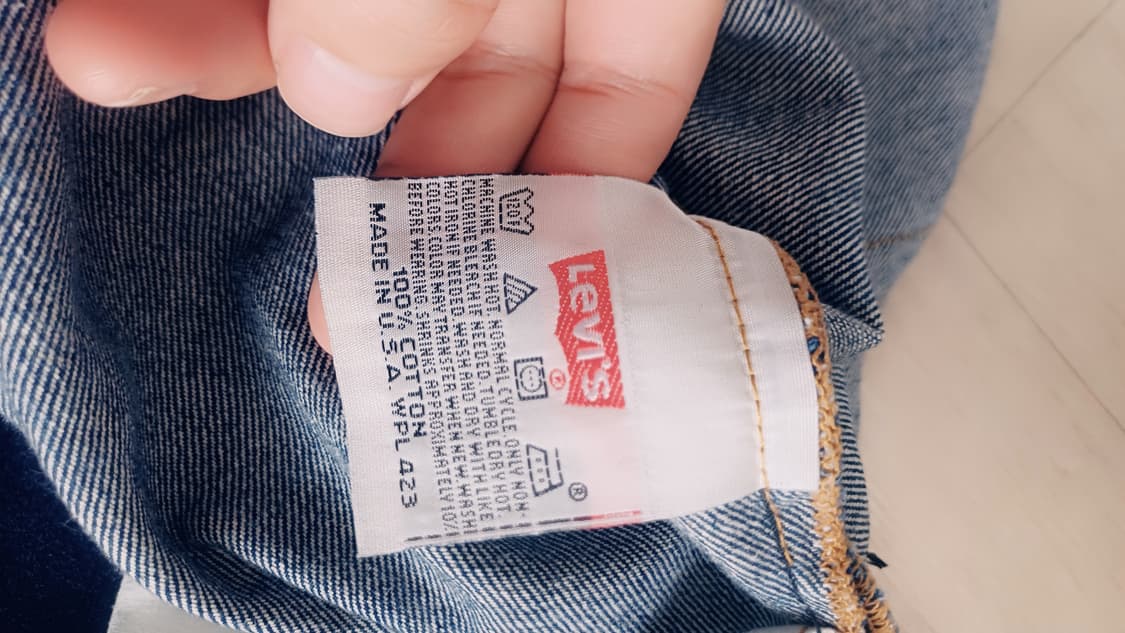 Levi's
®
®
MACHINE WASH HOT NORMAL CYCLE ONLY NON-
CHLORINE BLEACH IF NEEDED. TUMBLE DRY HOT.
HOT IRON IF NEEDED. WASH AND DRY WITH LIKE
COLORS. COLOR MAY TRANSFER WHEN NEW. WASH
BEFORE WEARING. SHRINKS APPROXIMATELY 10%
100% COTTON
MADE IN U.S.A. WPL 423